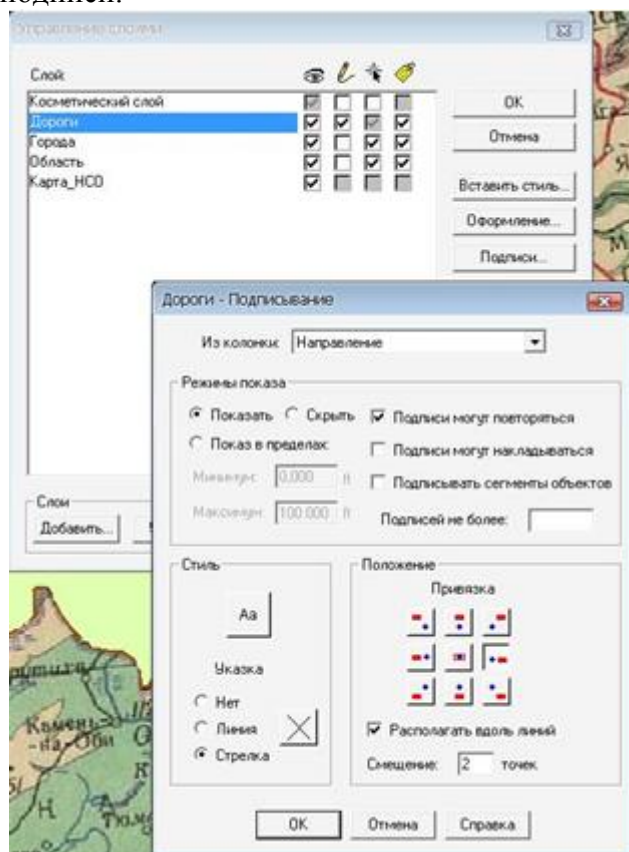 подписей.
Управление слоями
Слой:
Косметический слой
Дороги
Города
Область
Карта_НСО
OK
Отмена
Вставить стиль...
Оформление...
Подписи...
Слои
Добавить...
Дороги - Подписывание
Из колонки: Направление
Режимы показа
Показать Скрыть Подписи могут повторяться
Показ в пределах: Подписи могут накладываться
Минимум: 0.000 ft Подписывать сегменты объектов
Максимум: 100.000 ft Подписей не более:
Стиль
Aa
Указка
Нет
Линия
Стрелка
Положение
Привязка
Располагать вдоль линий
Смещение: 2 точек
OK Отмена Справка
Камень-
-на-Оби